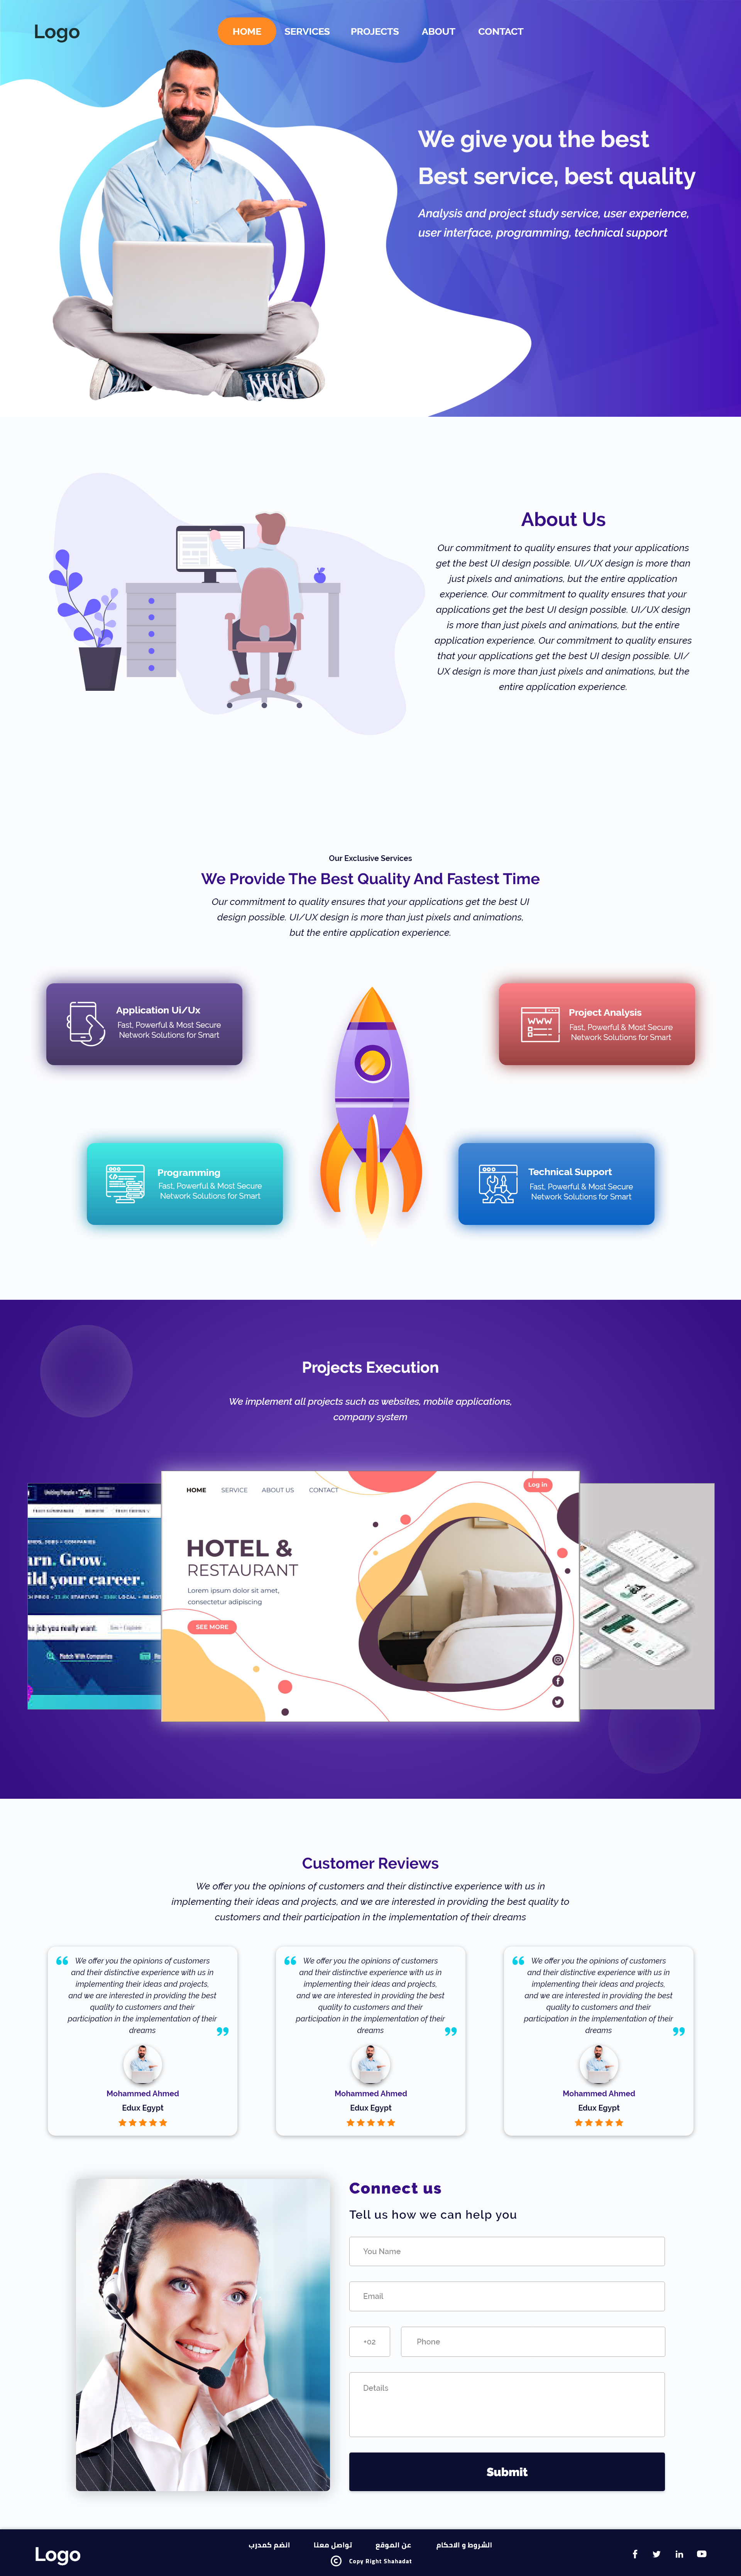 Logo
HOME SERVICES PROJECTS ABOUT CONTACT
We give you the best
Best service, best quality
Analysis and project study service, user experience,
user interface, programming, technical support
About Us
Our commitment to quality ensures that your applications
get the best UI design possible. UI/UX design is more than
just pixels and animations, but the entire application
experience. Our commitment to quality ensures that your
applications get the best UI design possible. UI/UX design
is more than just pixels and animations, but the entire
application experience. Our commitment to quality ensures
that your applications get the best UI design possible. UI/
UX design is more than just pixels and animations, but the
entire application experience.
Our Exclusive Services
We Provide The Best Quality And Fastest Time
Our commitment to quality ensures that your applications get the best UI
design possible. UI/UX design is more than just pixels and animations,
but the entire application experience.
Application Ui/Ux
Fast, Powerful & Most Secure
Network Solutions for Smart
WWW
Project Analysis
Fast, Powerful & Most Secure
Network Solutions for Smart
Programming
Fast, Powerful & Most Secure
Network Solutions for Smart
Technical Support
Fast, Powerful & Most Secure
Network Solutions for Smart
Projects Execution
We implement all projects such as websites, mobile applications,
company system
arn. Grow.
ild your career.
he job you really want.
Match With Companies
HOME SERVICE ABOUT US CONTACT
Log in
HOTEL &
RESTAURANT
Lorem ipsum dolor sit amet,
consectetur adipiscing
SEE MORE
Customer Reviews
We offer you the opinions of customers and their distinctive experience with us in
implementing their ideas and projects, and we are interested in providing the best quality to
customers and their participation in the implementation of their dreams
We offer you the opinions of customers
and their distinctive experience with us in
implementing their ideas and projects,
and we are interested in providing the best
quality to customers and their
participation in the implementation of their
dreams
Mohammed Ahmed
Edux Egypt
We offer you the opinions of customers
and their distinctive experience with us in
implementing their ideas and projects,
and we are interested in providing the best
quality to customers and their
participation in the implementation of their
dreams
Mohammed Ahmed
Edux Egypt
We offer you the opinions of customers
and their distinctive experience with us in
implementing their ideas and projects,
and we are interested in providing the best
quality to customers and their
participation in the implementation of their
dreams
Mohammed Ahmed
Edux Egypt
Connect us
Tell us how we can help you
You Name
Email
+02
Phone
Details
Submit
Logo
الشروط و الاحكام عن الموقع تواصل معنا انضم كمدرب
© Copy Right Shahadat